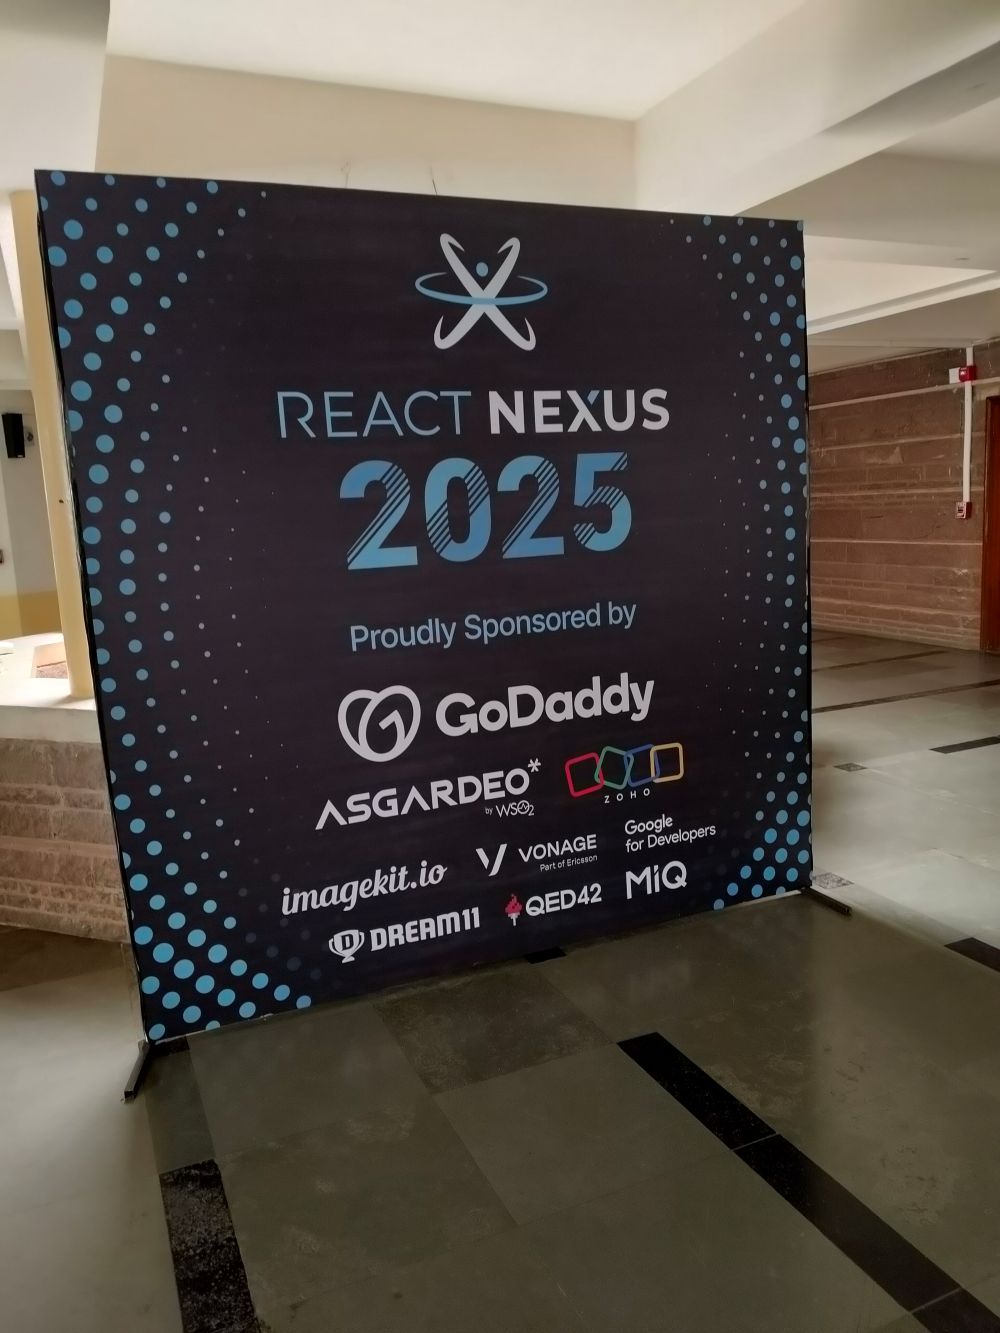 REACT NEXUS
2025
Proudly Sponsored by
GoDaddy
ASGARDEO*
by WSO2
ZOHO
imagekit.io
VONAGE
Part of Ericsson
Google
for Developers
DREAM11
QED42
MiQ